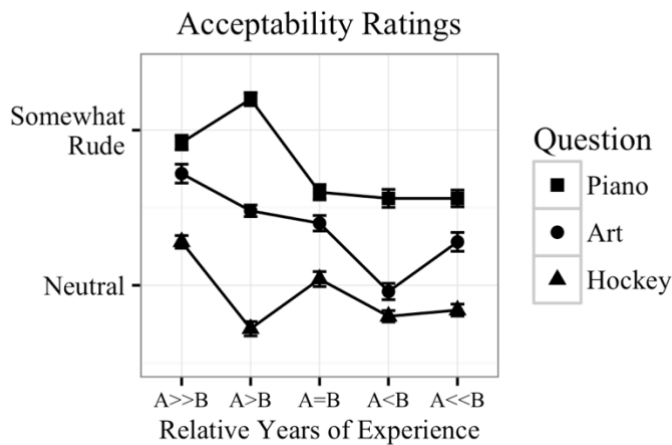 Acceptability Ratings
Somewhat
Rude
Neutral
A>>B A>B A=B A<B A<<B
Relative Years of Experience
Question
Piano
Art
Hockey